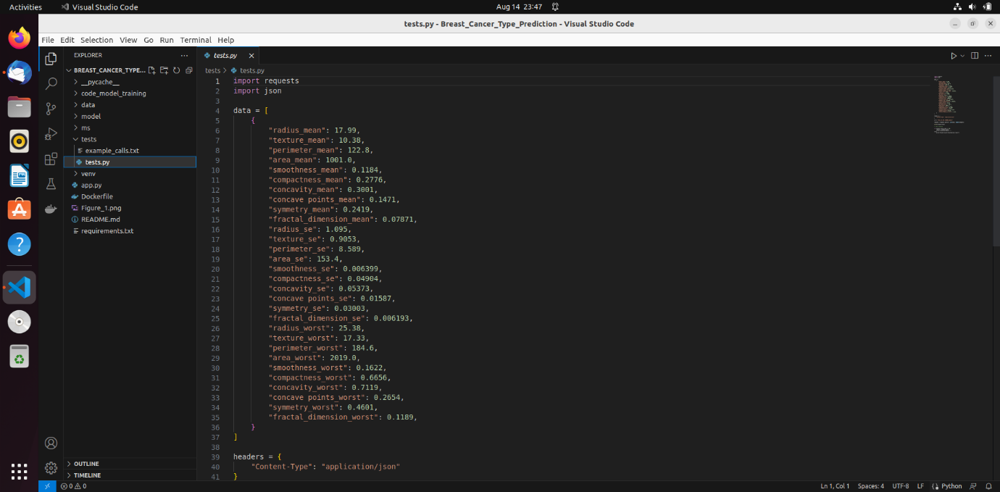 Activities
Visual Studio Code
Aug 14 23:47
tests.py - Breast_Cancer_Type_Prediction - Visual Studio Code
File Edit Selection View Go Run Terminal Help
EXPLORER
BREAST_CANCER_TYPE...
__pycache__
code_model_training
data
model
ms
tests
example_calls.txt
tests.py
venv
app.py
Dockerfile
Figure_1.png
README.md
requirements.txt
OUTLINE
TIMELINE
tests.py
tests > tests.py
1 import requests
2 import json
3
4 data = [
5 {
6 "radius_mean": 17.99,
7 "texture_mean": 10.38,
8 "perimeter_mean": 122.8,
9 "area_mean": 1001.0,
10 "smoothness_mean": 0.1184,
11 "compactness_mean": 0.2776,
12 "concavity_mean": 0.3001,
13 "concave points_mean": 0.1471,
14 "symmetry_mean": 0.2419,
15 "fractal_dimension_mean": 0.07871,
16 "radius_se": 1.095,
17 "texture_se": 0.9053,
18 "perimeter_se": 8.589,
19 "area_se": 153.4,
20 "smoothness_se": 0.006399,
21 "compactness_se": 0.04904,
22 "concavity_se": 0.05373,
23 "concave points_se": 0.01587,
24 "symmetry_se": 0.03003,
25 "fractal_dimension_se": 0.006193,
26 "radius_worst": 25.38,
27 "texture_worst": 17.33,
28 "perimeter_worst": 184.6,
29 "area_worst": 2019.0,
30 "smoothness_worst": 0.1622,
31 "compactness_worst": 0.6656,
32 "concavity_worst": 0.7119,
33 "concave points_worst": 0.2654,
34 "symmetry_worst": 0.4601,
35 "fractal_dimension_worst": 0.1189,
36 }
37 ]
38
39 headers = {
40 "Content-Type": "application/json"
41 }
0 0
Ln 1, Col 1 Spaces: 4 UTF-8 LF Python